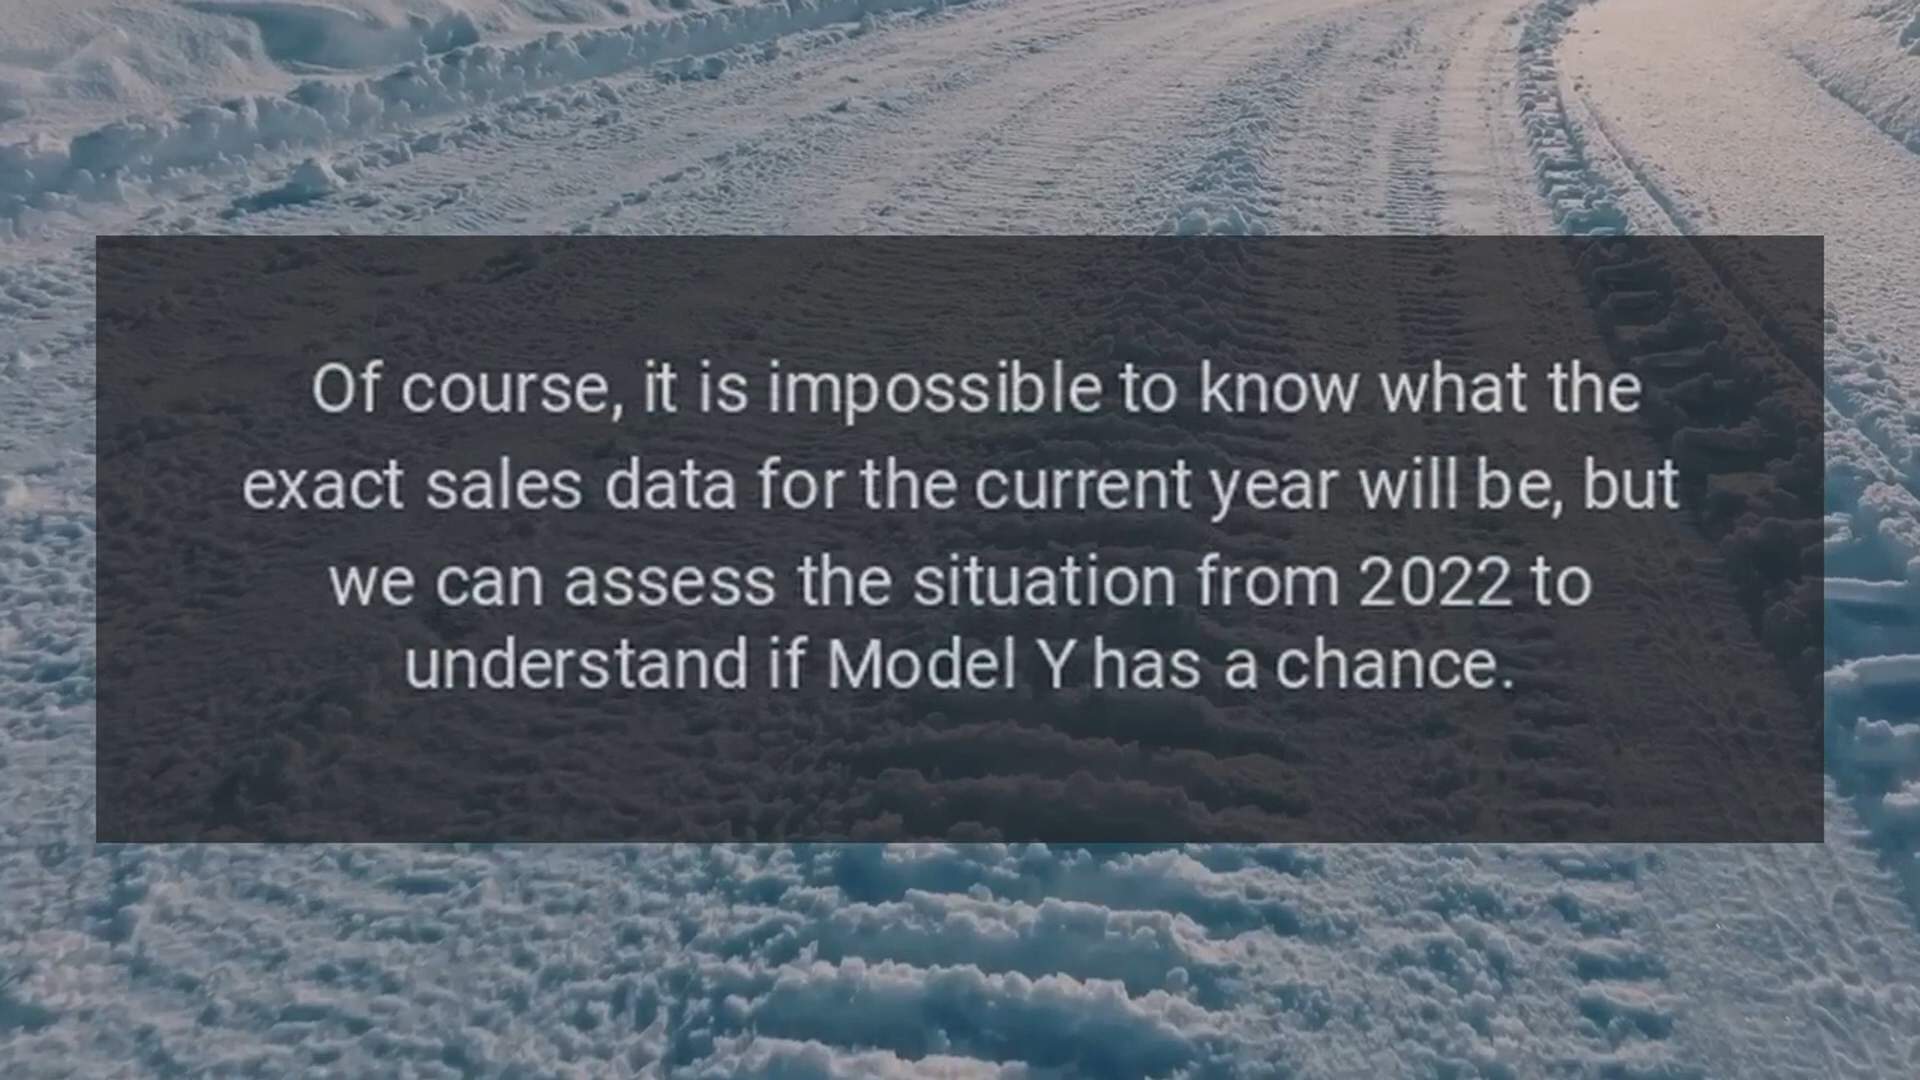 Of course, it is impossible to know what the
exact sales data for the current year will be, but
we can assess the situation from 2022 to
understand if Model Y has a chance.